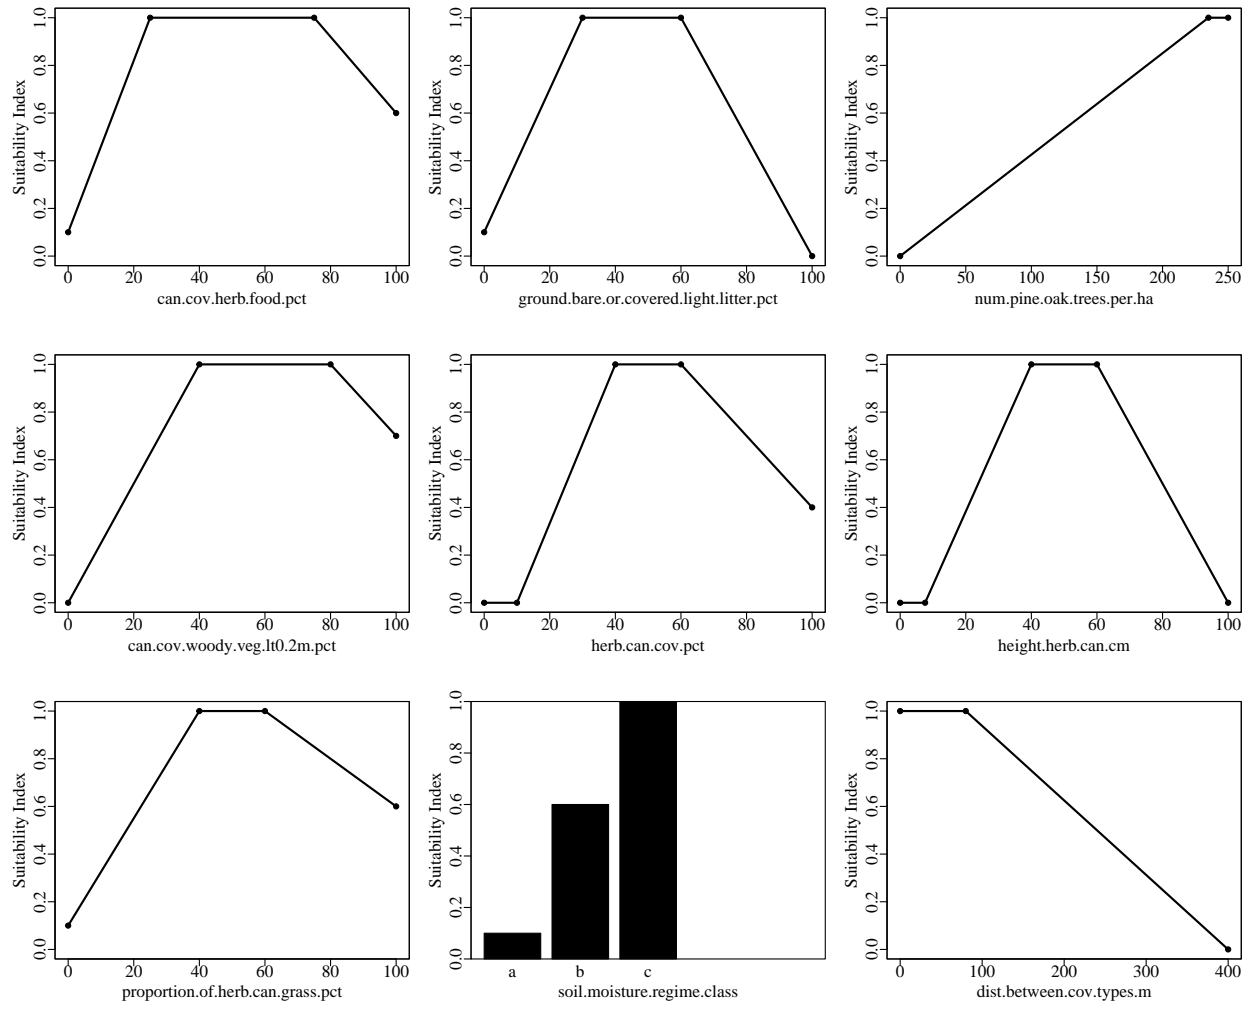 Suitability Index
0.0 0.2 0.4 0.6 0.8 1.0
0 20 40 60 80 100
can.cov.herb.food.pct
Suitability Index
0.0 0.2 0.4 0.6 0.8 1.0
0 20 40 60 80 100
ground.bare.or.covered.light.litter.pct
Suitability Index
0.0 0.2 0.4 0.6 0.8 1.0
0 50 100 150 200 250
num.pine.oak.trees.per.ha
Suitability Index
0.0 0.2 0.4 0.6 0.8 1.0
0 20 40 60 80 100
can.cov.woody.veg.lt0.2m.pct
Suitability Index
0.0 0.2 0.4 0.6 0.8 1.0
0 20 40 60 80 100
herb.can.cov.pct
Suitability Index
0.0 0.2 0.4 0.6 0.8 1.0
0 20 40 60 80 100
height.herb.can.cm
Suitability Index
0.0 0.2 0.4 0.6 0.8 1.0
0 20 40 60 80 100
proportion.of.herb.can.grass.pct
Suitability Index
0.0 0.2 0.4 0.6 0.8 1.0
a b c
soil.moisture.regime.class
Suitability Index
0.0 0.2 0.4 0.6 0.8 1.0
0 100 200 300 400
dist.between.cov.types.m